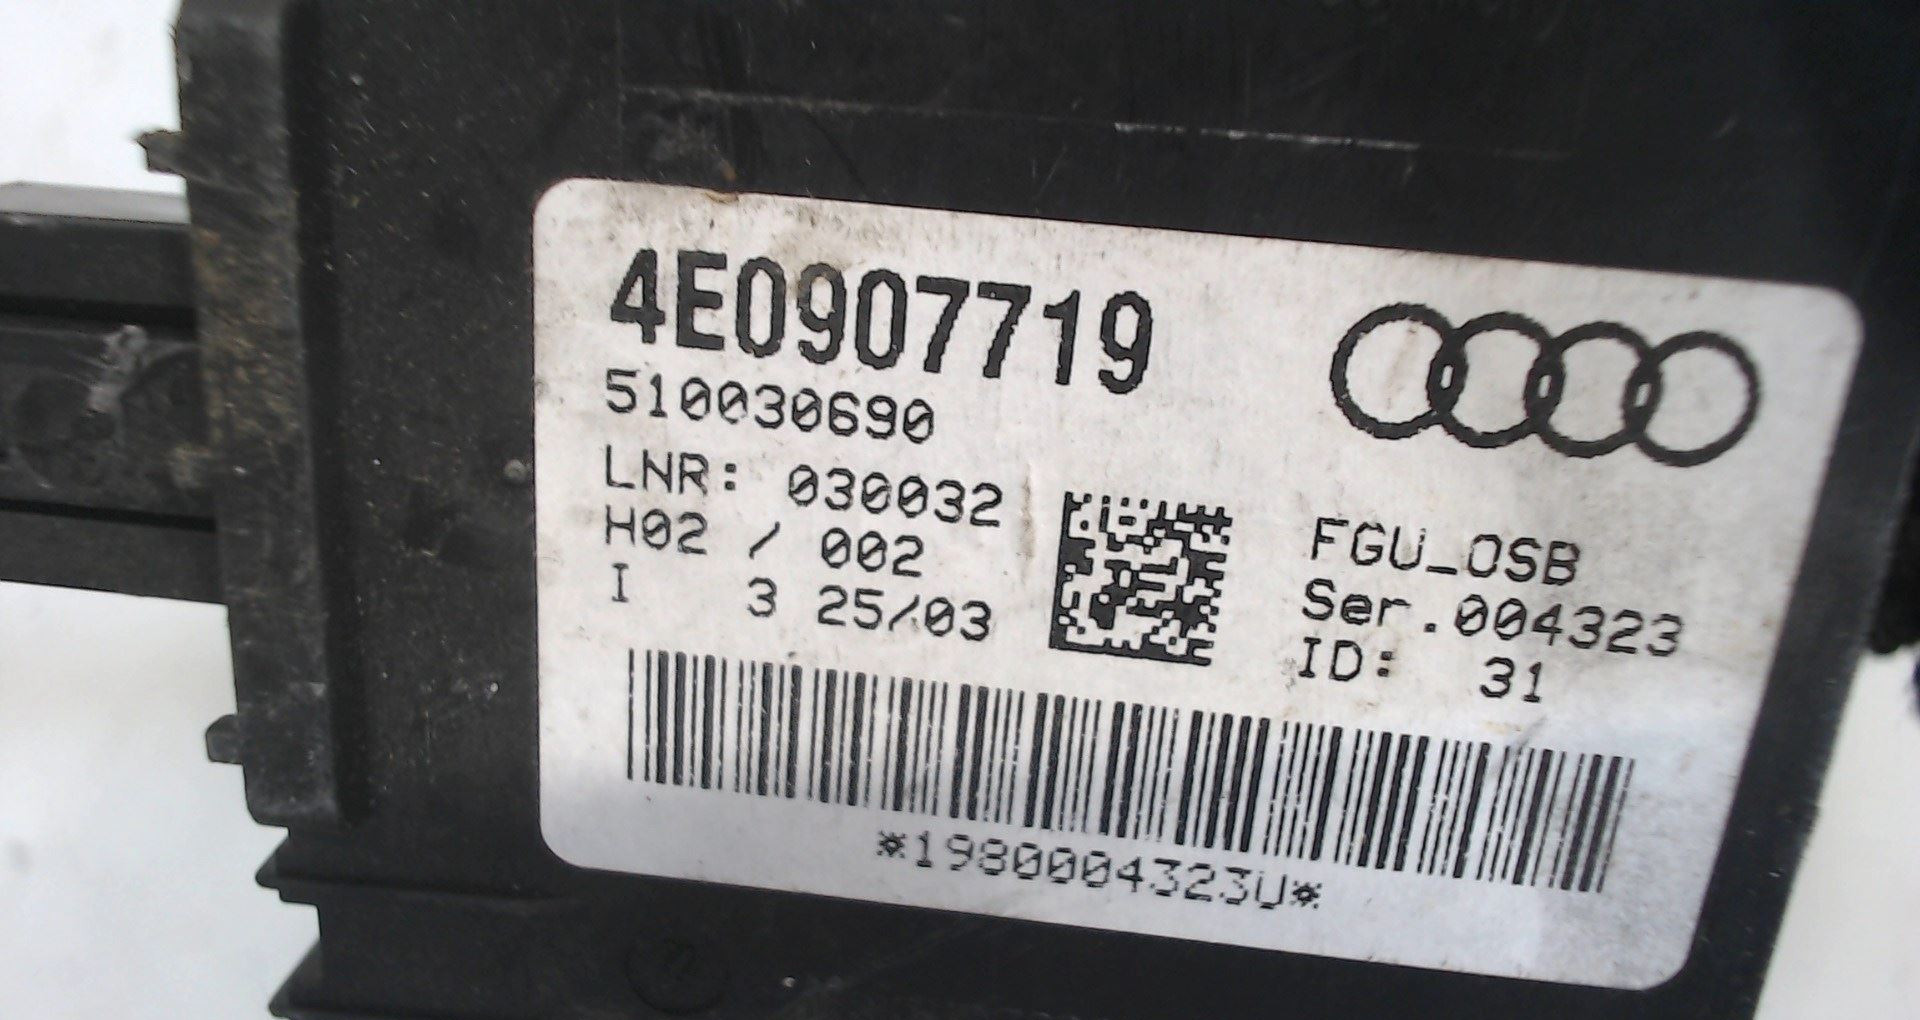 4E0907719
510030690
LNR: 030032
H02 / 002
I 3 25/03
FGU_OSB
Ser.004323
ID: 31
*1980004323U*